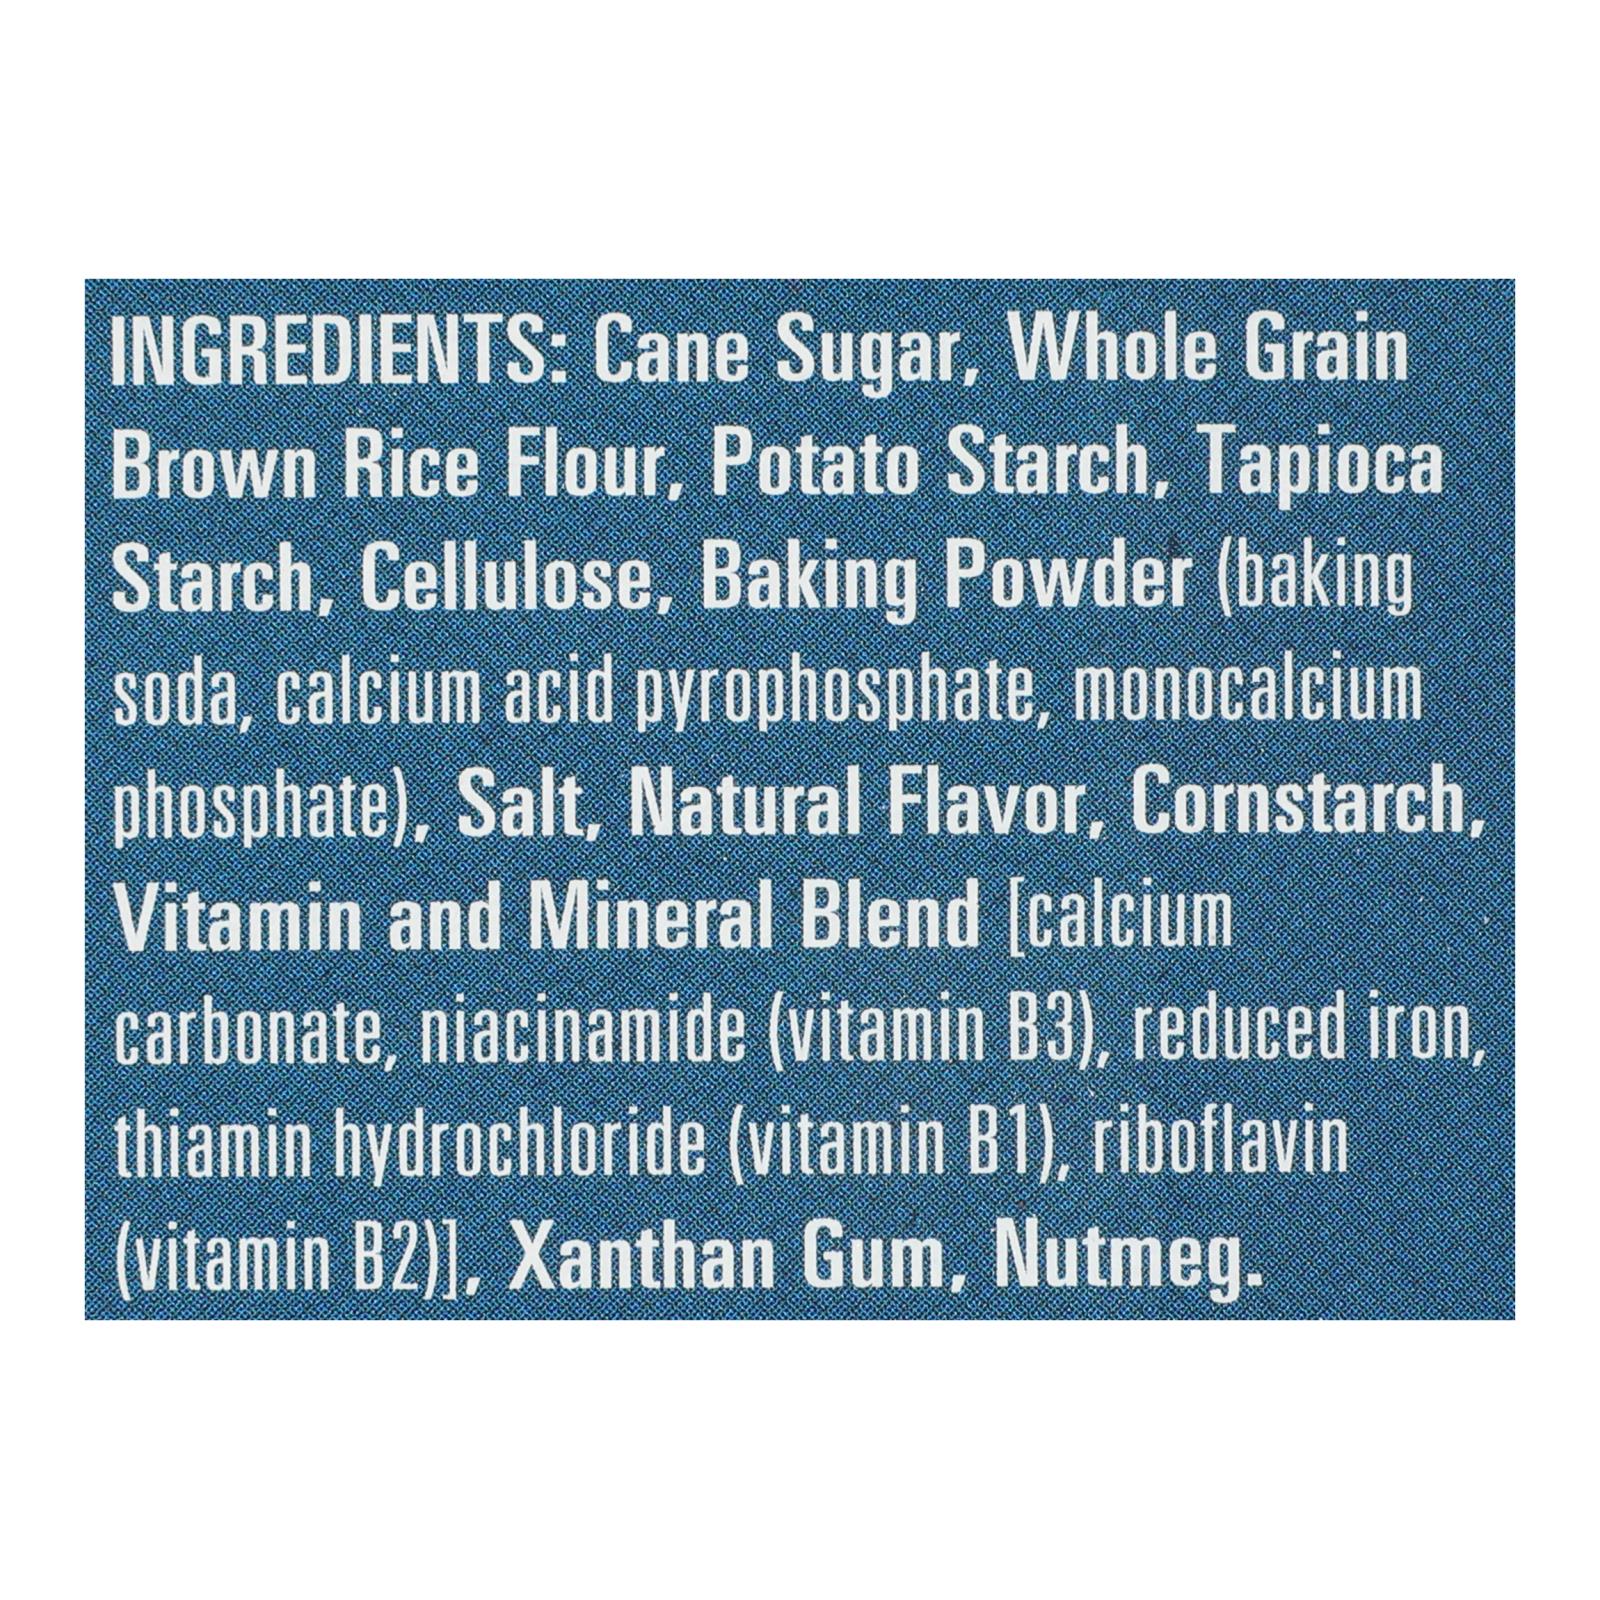 INGREDIENTS: Cane Sugar, Whole Grain
Brown Rice Flour, Potato Starch, Tapioca
Starch, Cellulose, Baking Powder (baking
soda, calcium acid pyrophosphate, monocalcium
phosphate), Salt, Natural Flavor, Cornstarch,
Vitamin and Mineral Blend [calcium
carbonate, niacinamide (vitamin B3), reduced iron,
thiamin hydrochloride (vitamin B1), riboflavin
(vitamin B2)], Xanthan Gum, Nutmeg.